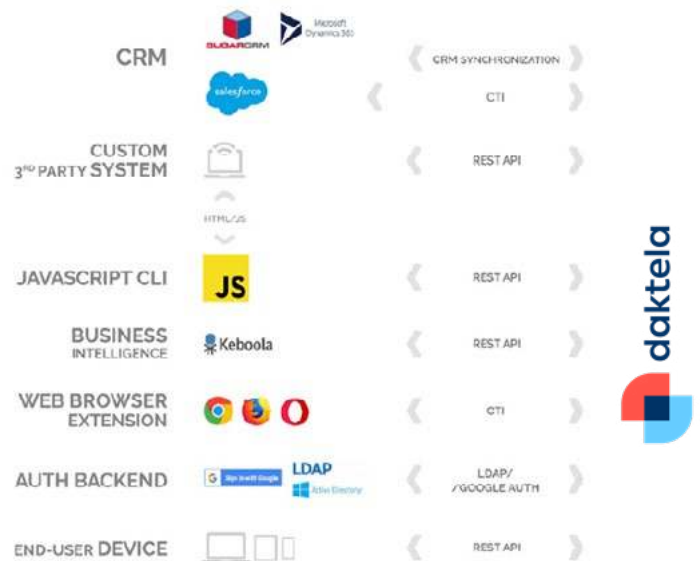 SUGARCRM
Microsoft
Dynamics 365
CRM
CRM SYNCHRONIZATION
salesforce
CTI
CUSTOM
3RD PARTY SYSTEM
REST API
HTML/JS
JAVASCRIPT CLI
JS
REST API
BUSINESS
INTELLIGENCE
Keboola
REST API
WEB BROWSER
EXTENSION
CTI
AUTH BACKEND
G Sign in with Google
LDAP
Active Directory
LDAP/
/GOOGLE AUTH
END-USER DEVICE
REST API
daktela